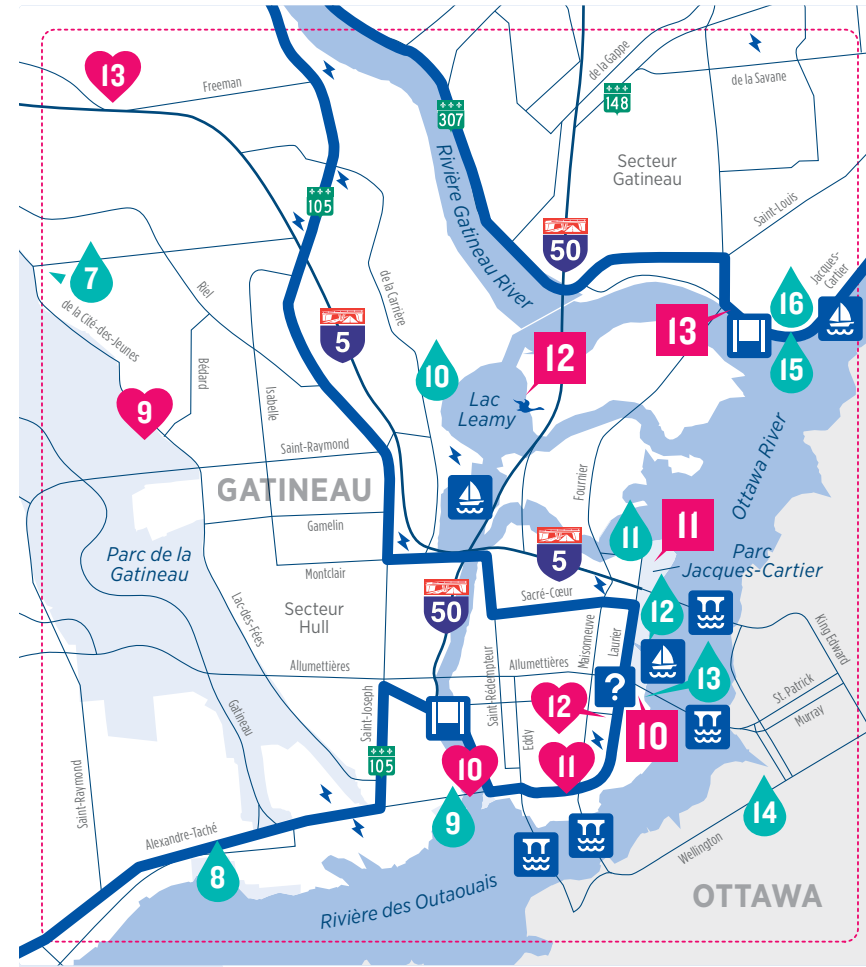 13
Freeman
307
de la Gappe
148
de la Savane
Secteur
Gatineau
Rivière Gatineau River
105
Saint-Louis
50
Jacques-
Cartier
7
de la Cité-des-Jeunes
Riel
de la Carrière
5
16
13
15
12
10
Bédard
Isabelle
9
Lac
Leamy
Ottawa River
Saint-Raymond
GATINEAU
Fournier
Gamelin
11
11
Parc de la
Gatineau
Montclair
5
Parc
Jacques-Cartier
50
Sacré-Cœur
12
Secteur
Hull
Lac-des-Fées
Maisonneuve
Laurier
King Edward
Allumettières
Allumettières
Saint-Rédempteur
13
St. Patrick
Murray
?
Gatineau
Saint-Joseph
12
10
Eddy
105
10
11
Saint-Raymond
9
14
Alexandre-Taché
8
Wellington
Rivière des Outaouais
OTTAWA